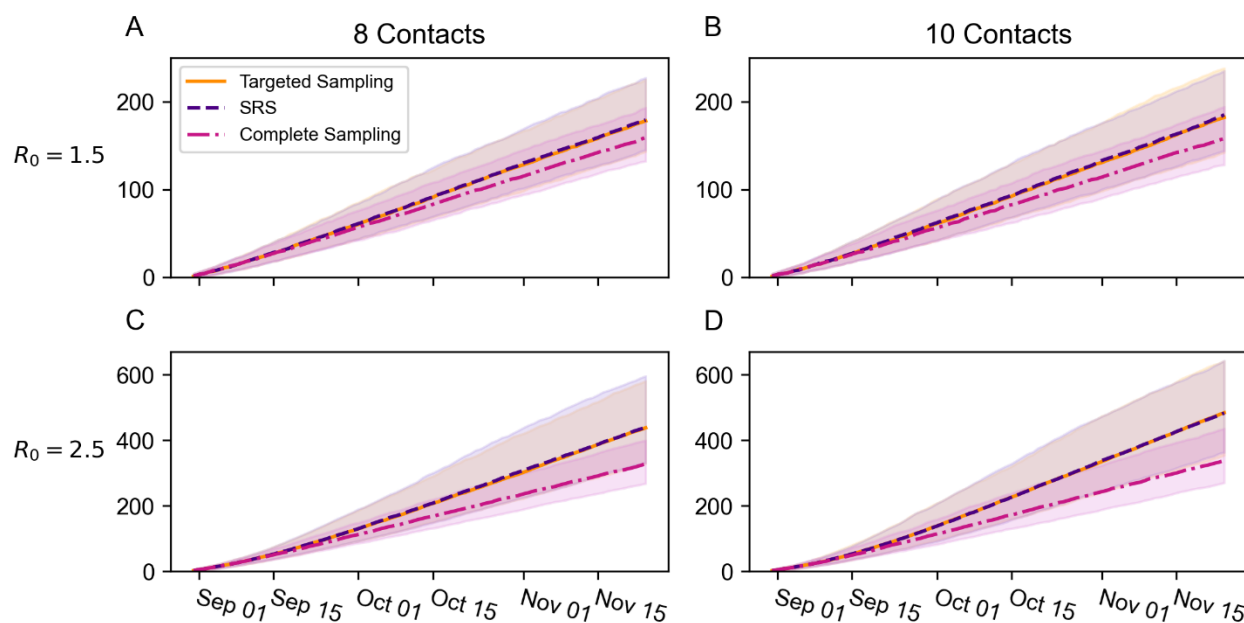 A
8 Contacts
B
10 Contacts
Targeted Sampling
SRS
Complete Sampling
R₀ = 1.5
200
100
0
200
100
0
C
D
R₀ = 2.5
600
400
200
0
600
400
200
0
Sep 01
Sep 15
Oct 01
Oct 15
Nov 01
Nov 15
Sep 01
Sep 15
Oct 01
Oct 15
Nov 01
Nov 15